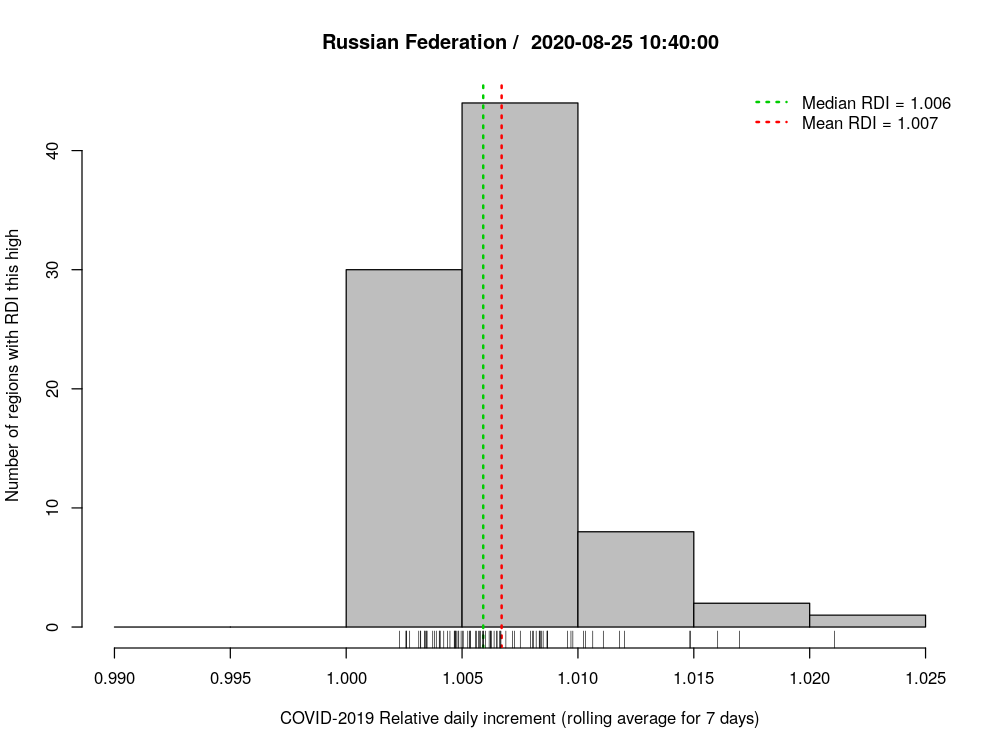 Russian Federation /  2020-08-25 10:40:00
Median RDI = 1.006
Mean RDI = 1.007
Number of regions with RDI this high
40
30
20
10
0
0.990 0.995 1.000 1.005 1.010 1.015 1.020 1.025
COVID-2019 Relative daily increment (rolling average for 7 days)